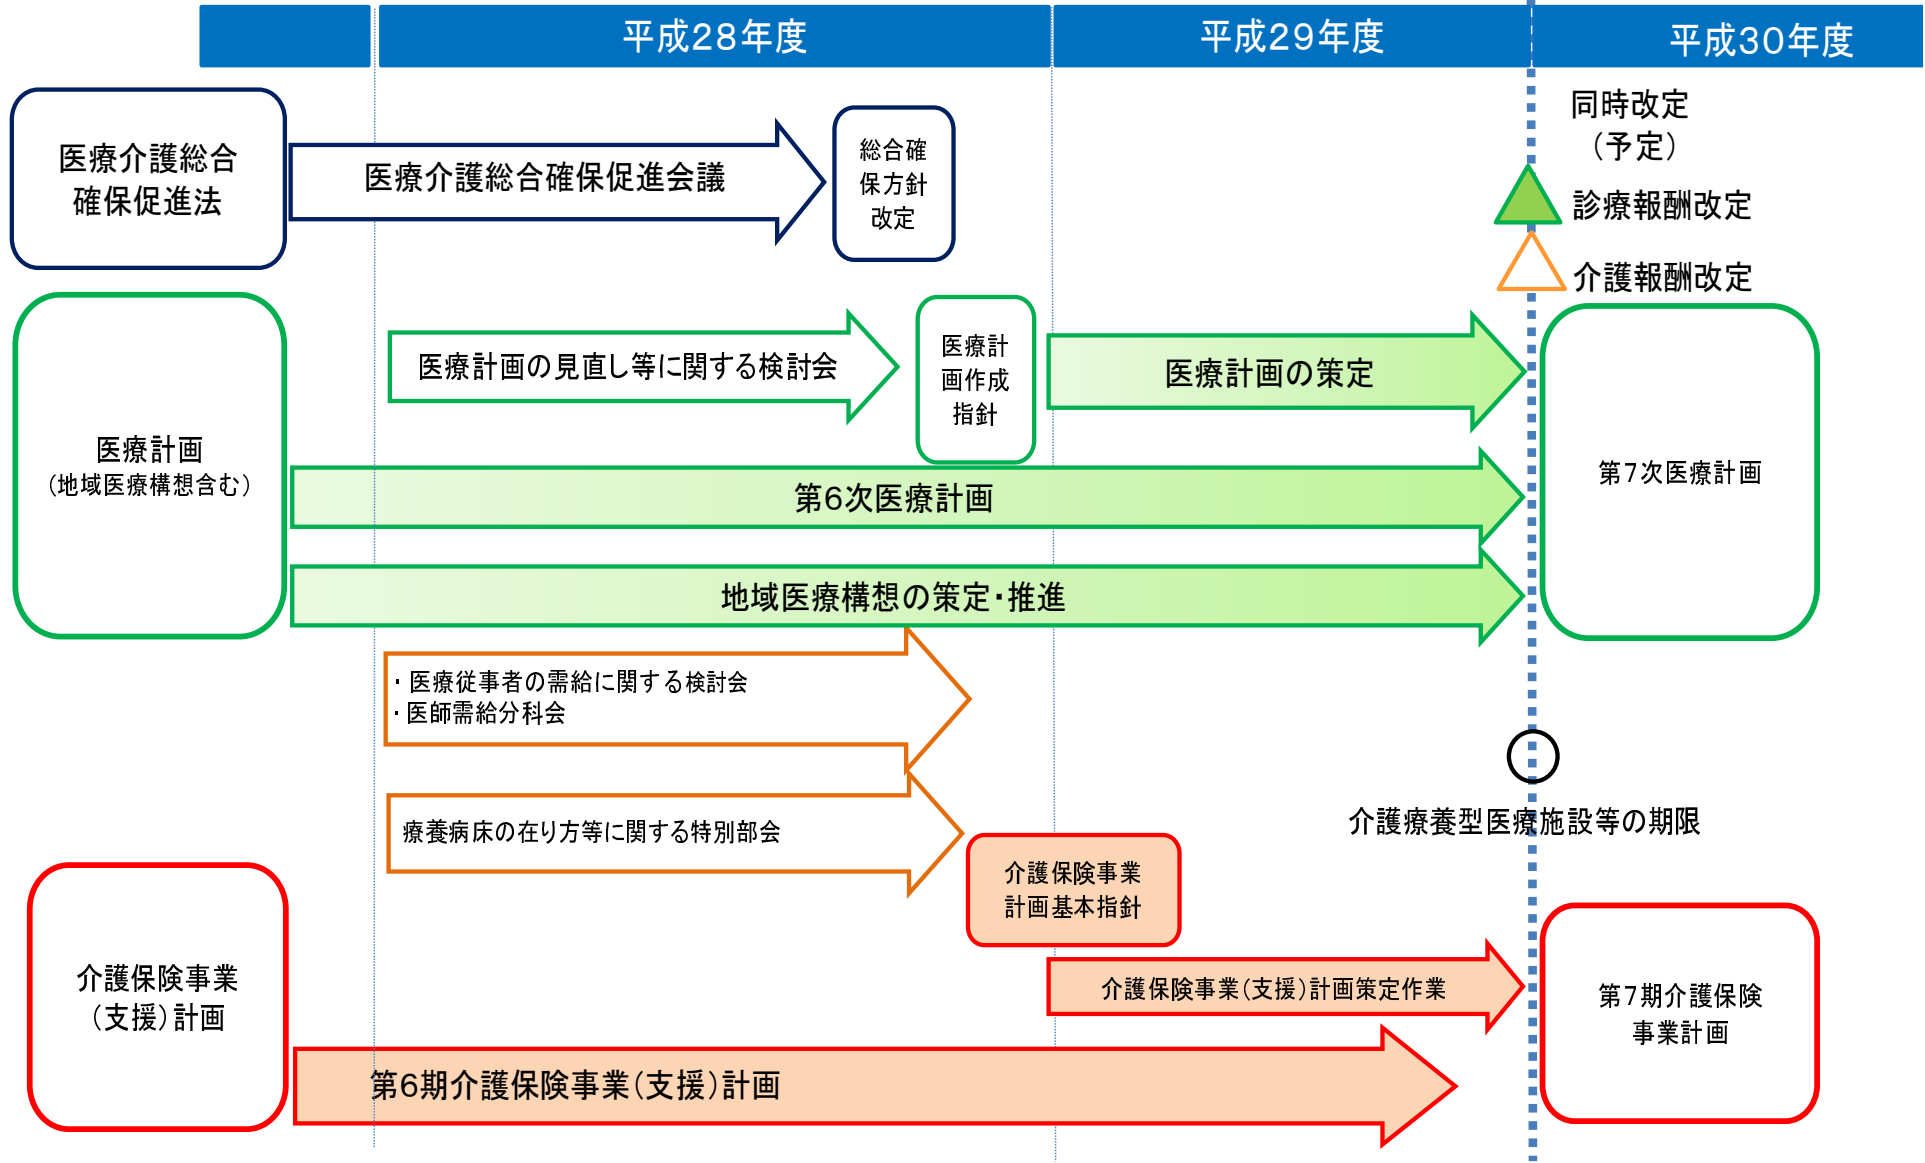 平成28年度
平成29年度
平成30年度
同時改定
（予定）
診療報酬改定
介護報酬改定
医療介護総合
確保促進法
医療介護総合確保促進会議
総合確
保方針
改定
医療計画
（地域医療構想含む）
医療計画の見直し等に関する検討会
医療計
画作成
指針
医療計画の策定
第6次医療計画
地域医療構想の策定・推進
第7次医療計画
・医療従事者の需給に関する検討会
・医師需給分科会
療養病床の在り方等に関する特別部会
介護療養型医療施設等の期限
介護保険事業
（支援）計画
介護保険事業
計画基本指針
介護保険事業（支援）計画策定作業
第6期介護保険事業（支援）計画
第7期介護保険
事業計画